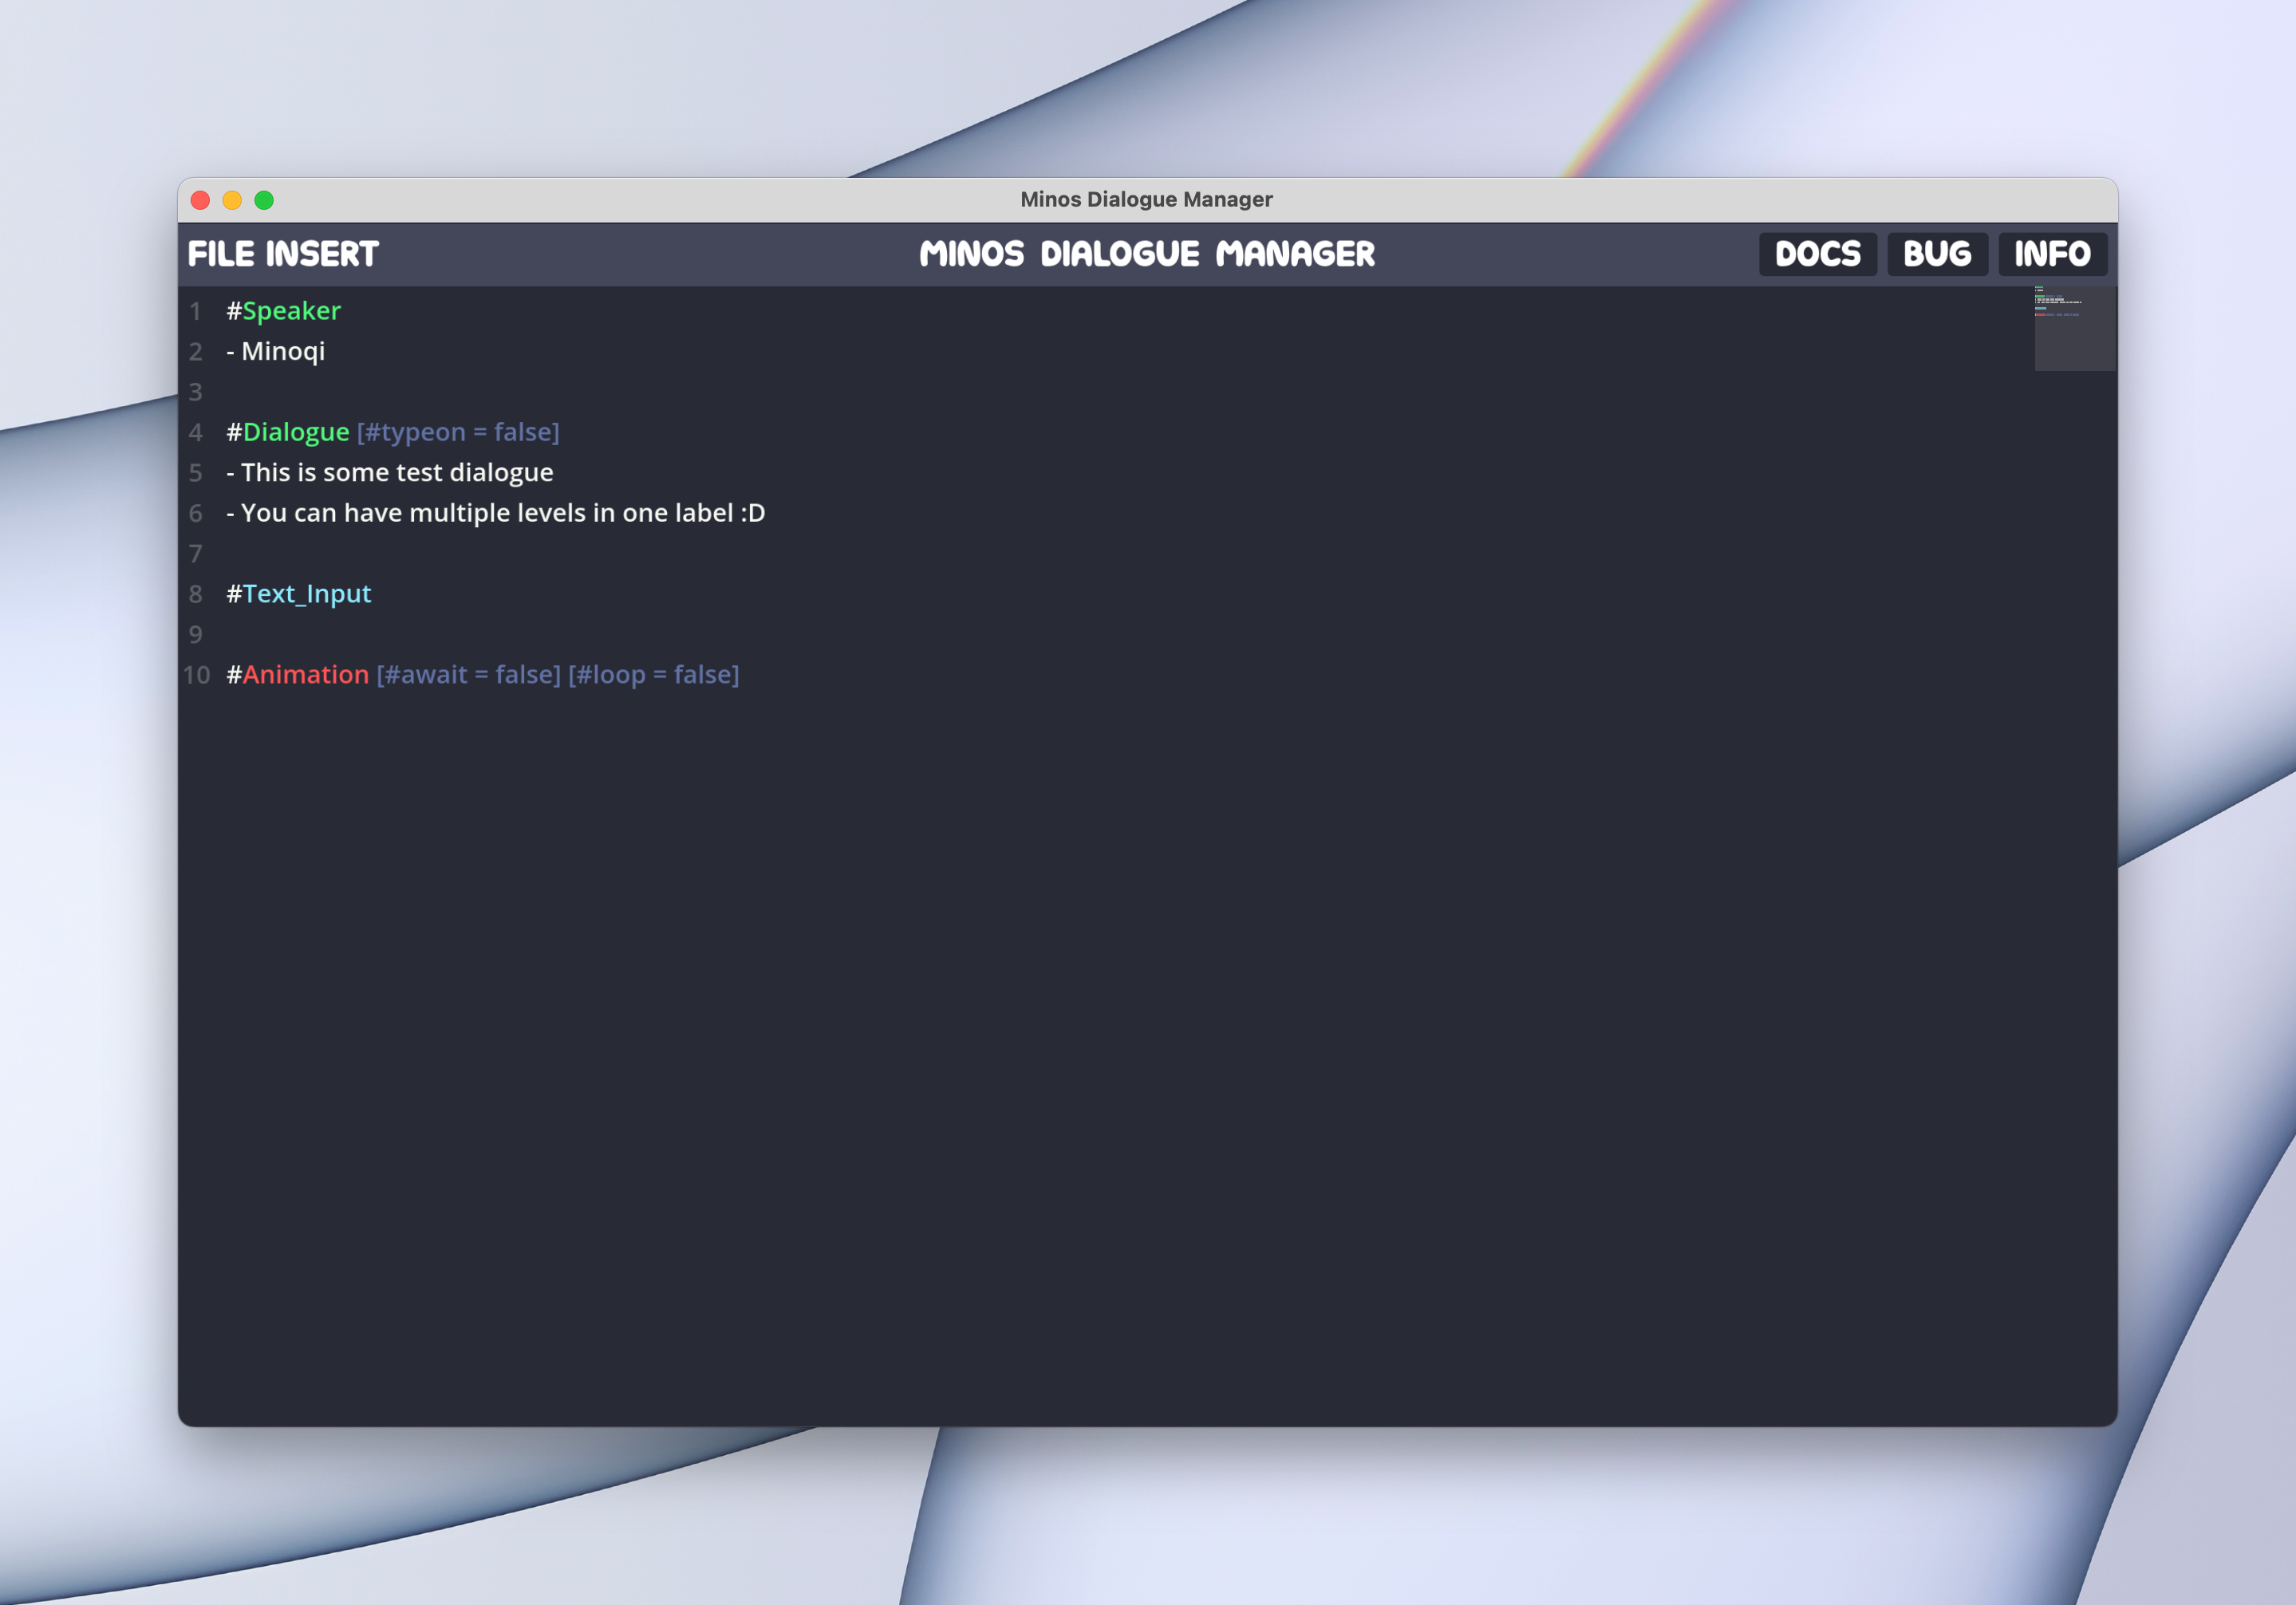 Minos Dialogue Manager
FILE INSERT MINOS DIALOGUE MANAGER DOCS BUG INFO
1 #Speaker
2 - Minoqi
3
4 #Dialogue [#typeon = false]
5 - This is some test dialogue
6 - You can have multiple levels in one label :D
7
8 #Text_Input
9
10 #Animation [#await = false] [#loop = false]